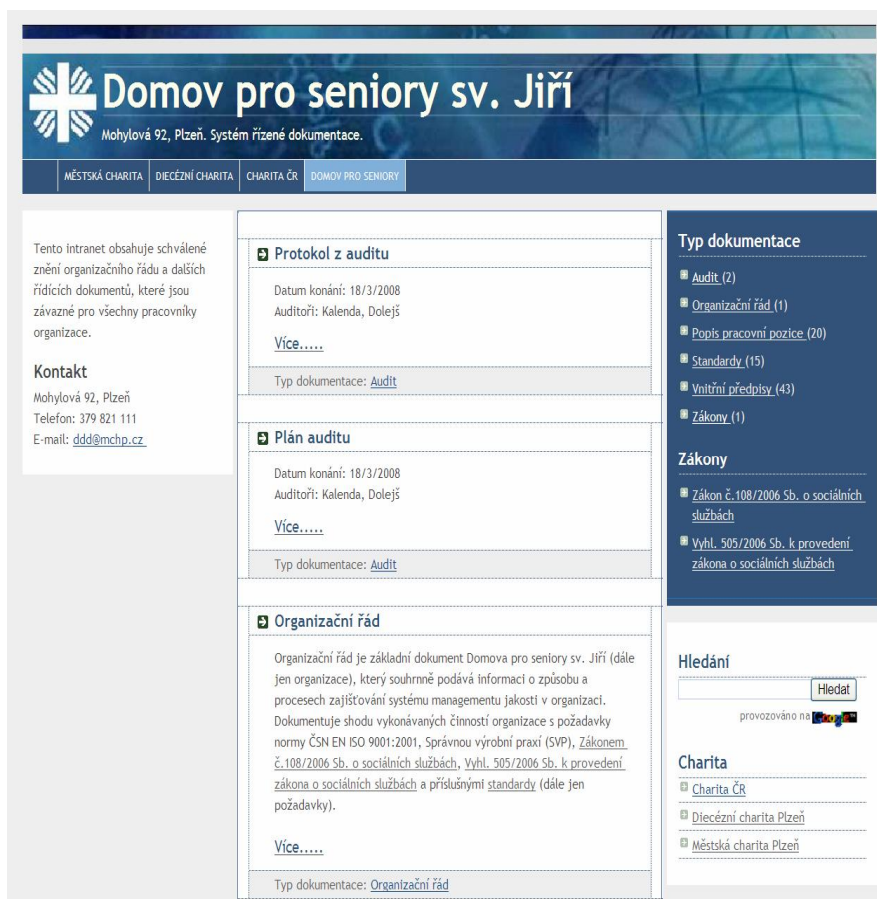 Domov pro seniory sv. Jiří
Mohylová 92, Plzeň. Systém řízené dokumentace.
MĚSTSKÁ CHARITA
DIECÉZNÍ CHARITA
CHARITA ČR
DOMOV PRO SENIORY
Tento intranet obsahuje schválené
znění organizačního řádu a dalších
řídících dokumentů, které jsou
závazné pro všechny pracovníky
organizace.
Kontakt
Mohylová 92, Plzeň
Telefon: 379 821 111
E-mail: ddd@mchp.cz
Protokol z auditu
Datum konání: 18/3/2008
Auditoři: Kalenda, Dolejš
Více.....
Typ dokumentace: Audit
Plán auditu
Datum konání: 18/3/2008
Auditoři: Kalenda, Dolejš
Více.....
Typ dokumentace: Audit
Organizační řád
Organizační řád je základní dokument Domova pro seniory sv. Jiří (dále
jen organizace), který souhrnně podává informaci o způsobu a
procesech zajišťování systému managementu jakosti v organizaci.
Dokumentuje shodu vykonávaných činností organizace s požadavky
normy ČSN EN ISO 9001:2001, Správnou výrobní praxí (SVP), Zákonem
č.108/2006 Sb. o sociálních službách, Vyhl. 505/2006 Sb. k provedení
zákona o sociálních službách a příslušnými standardy (dále jen
požadavky).
Více.....
Typ dokumentace: Organizační řád
Typ dokumentace
Audit (2)
Organizační řád (1)
Popis pracovní pozice (20)
Standardy (15)
Vnitřní předpisy (43)
Zákony (1)
Zákony
Zákon č.108/2006 Sb. o sociálních
službách
Vyhl. 505/2006 Sb. k provedení
zákona o sociálních službách
Hledání
Hledat
provozováno na Google™
Charita
Charita ČR
Diecézní charita Plzeň
Městská charita Plzeň